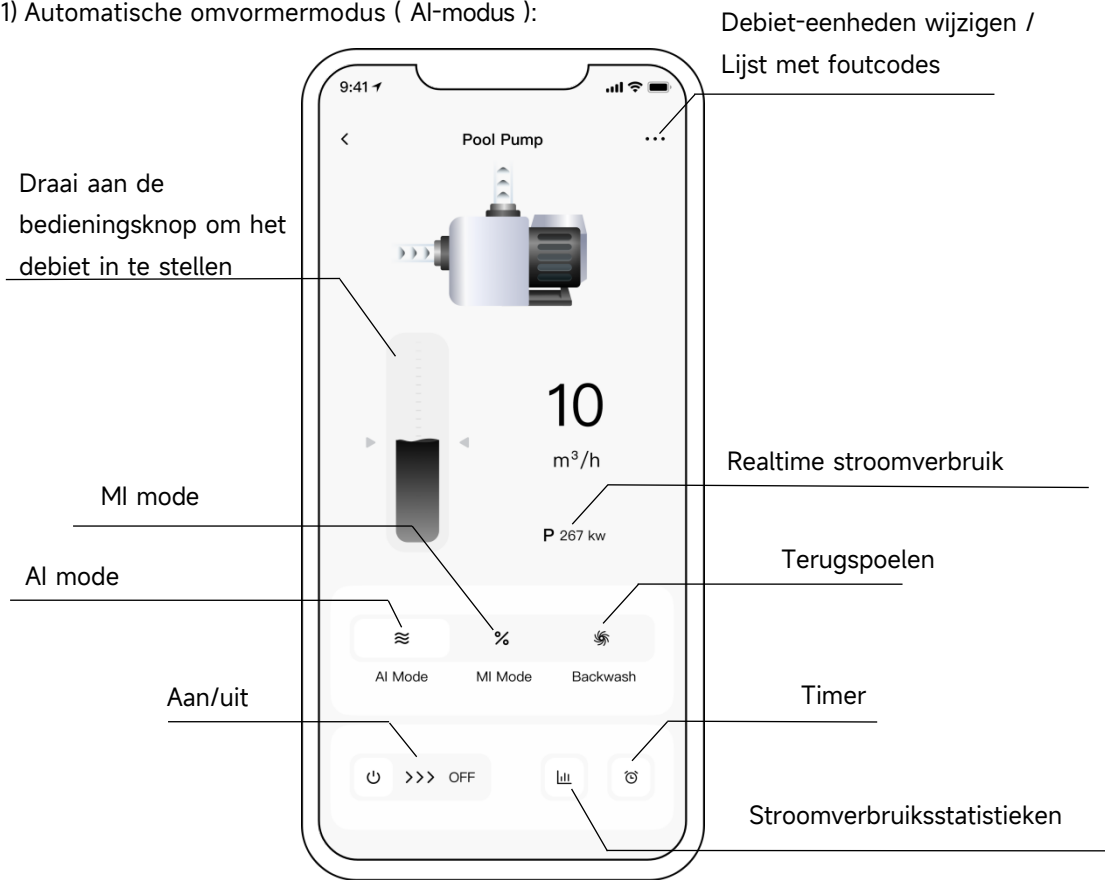 1) Automatische omvormermodus ( AI-modus ):
Debiet-eenheden wijzigen /
Lijst met foutcodes
9:41
Pool Pump
Draai aan de
bedieningsknop om het
debiet in te stellen
10
m³/h
Realtime stroomverbruik
MI mode
P 267 kw
Terugspoelen
AI mode
%
AI Mode
MI Mode
Backwash
Aan/uit
Timer
>>> OFF
Stroomverbruiksstatistieken